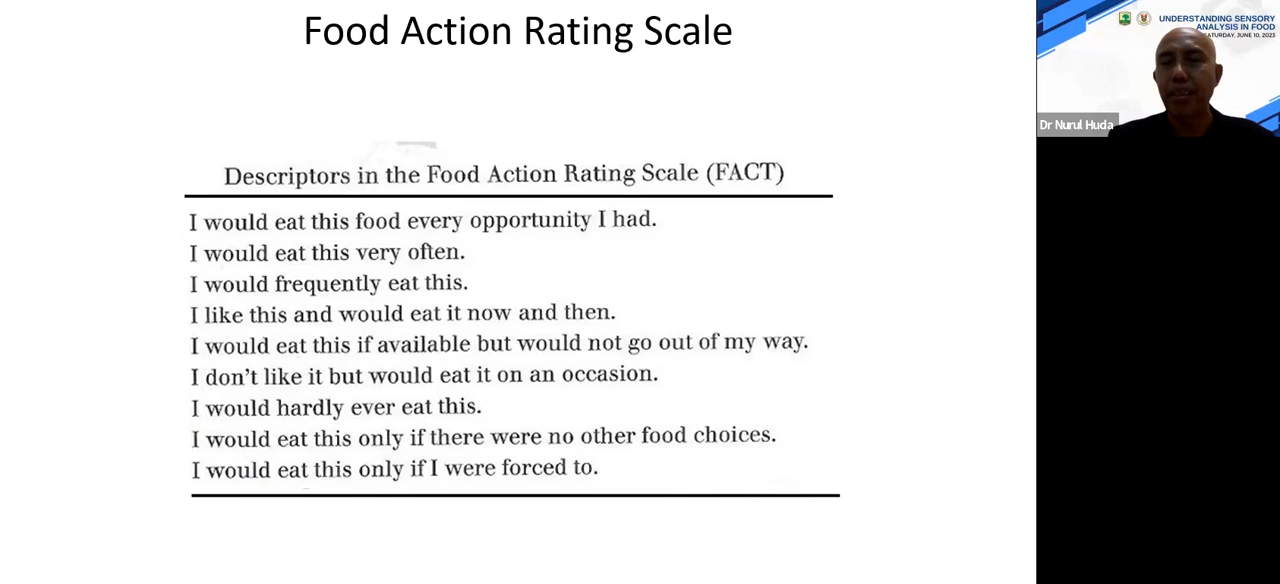 Food Action Rating Scale
Descriptors in the Food Action Rating Scale (FACT)
I would eat this food every opportunity I had.
I would eat this very often.
I would frequently eat this.
I like this and would eat it now and then.
I would eat this if available but would not go out of my way.
I don't like it but would eat it on an occasion.
I would hardly ever eat this.
I would eat this only if there were no other food choices.
I would eat this only if I were forced to.
UNDERSTANDING SENSORY
ANALYSIS IN FOOD
SATURDAY, JUNE 10, 2023
Dr Nurul Huda